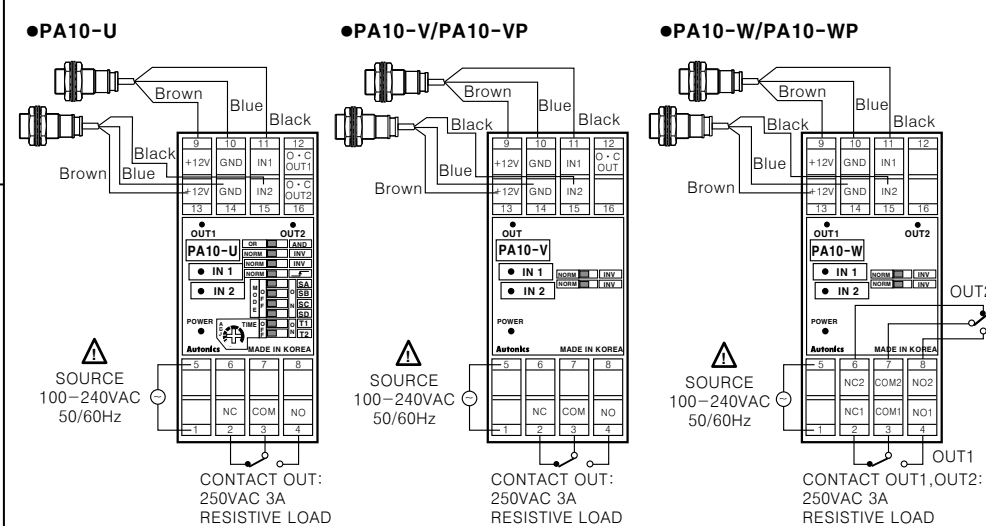 ●PA10-U
Brown
Blue
Black
Black
Brown Blue
9 10 11 12
+12V GND IN1 O・C OUT1
+12V GND IN2 O・C OUT2
13 14 15 16
OUT1 OUT2
PA10-U
OR AND
NORM INV
NORM INV
NORM
IN 1
IN 2
MODE
OFF ON
SA
SB
SC
SD
T1
T2
POWER
ADJ TIME
OFF ON
Autonics MADE IN KOREA
SOURCE
100-240VAC
50/60Hz
5 6 7 8
NC COM NO
1 2 3 4
CONTACT OUT:
250VAC 3A
RESISTIVE LOAD
●PA10-V/PA10-VP
Brown
Blue
Black
Black
Blue
Brown
9 10 11 12
+12V GND IN1 O・C OUT
+12V GND IN2
13 14 15 16
OUT
PA10-V
IN 1
IN 2
NORM INV
NORM INV
POWER
Autonics MADE IN KOREA
SOURCE
100-240VAC
50/60Hz
5 6 7 8
NC COM NO
1 2 3 4
CONTACT OUT:
250VAC 3A
RESISTIVE LOAD
●PA10-W/PA10-WP
Brown
Blue
Black
Black
Blue
Brown
9 10 11 12
+12V GND IN1
+12V GND IN2
13 14 15 16
OUT1 OUT2
PA10-W
IN 1
IN 2
NORM INV
NORM INV
OUT2
POWER
Autonics MADE IN KOREA
SOURCE
100-240VAC
50/60Hz
5 6 7 8
NC2 COM2 NO2
NC1 COM1 NO1
1 2 3 4
OUT1
CONTACT OUT1,OUT2:
250VAC 3A
RESISTIVE LOAD